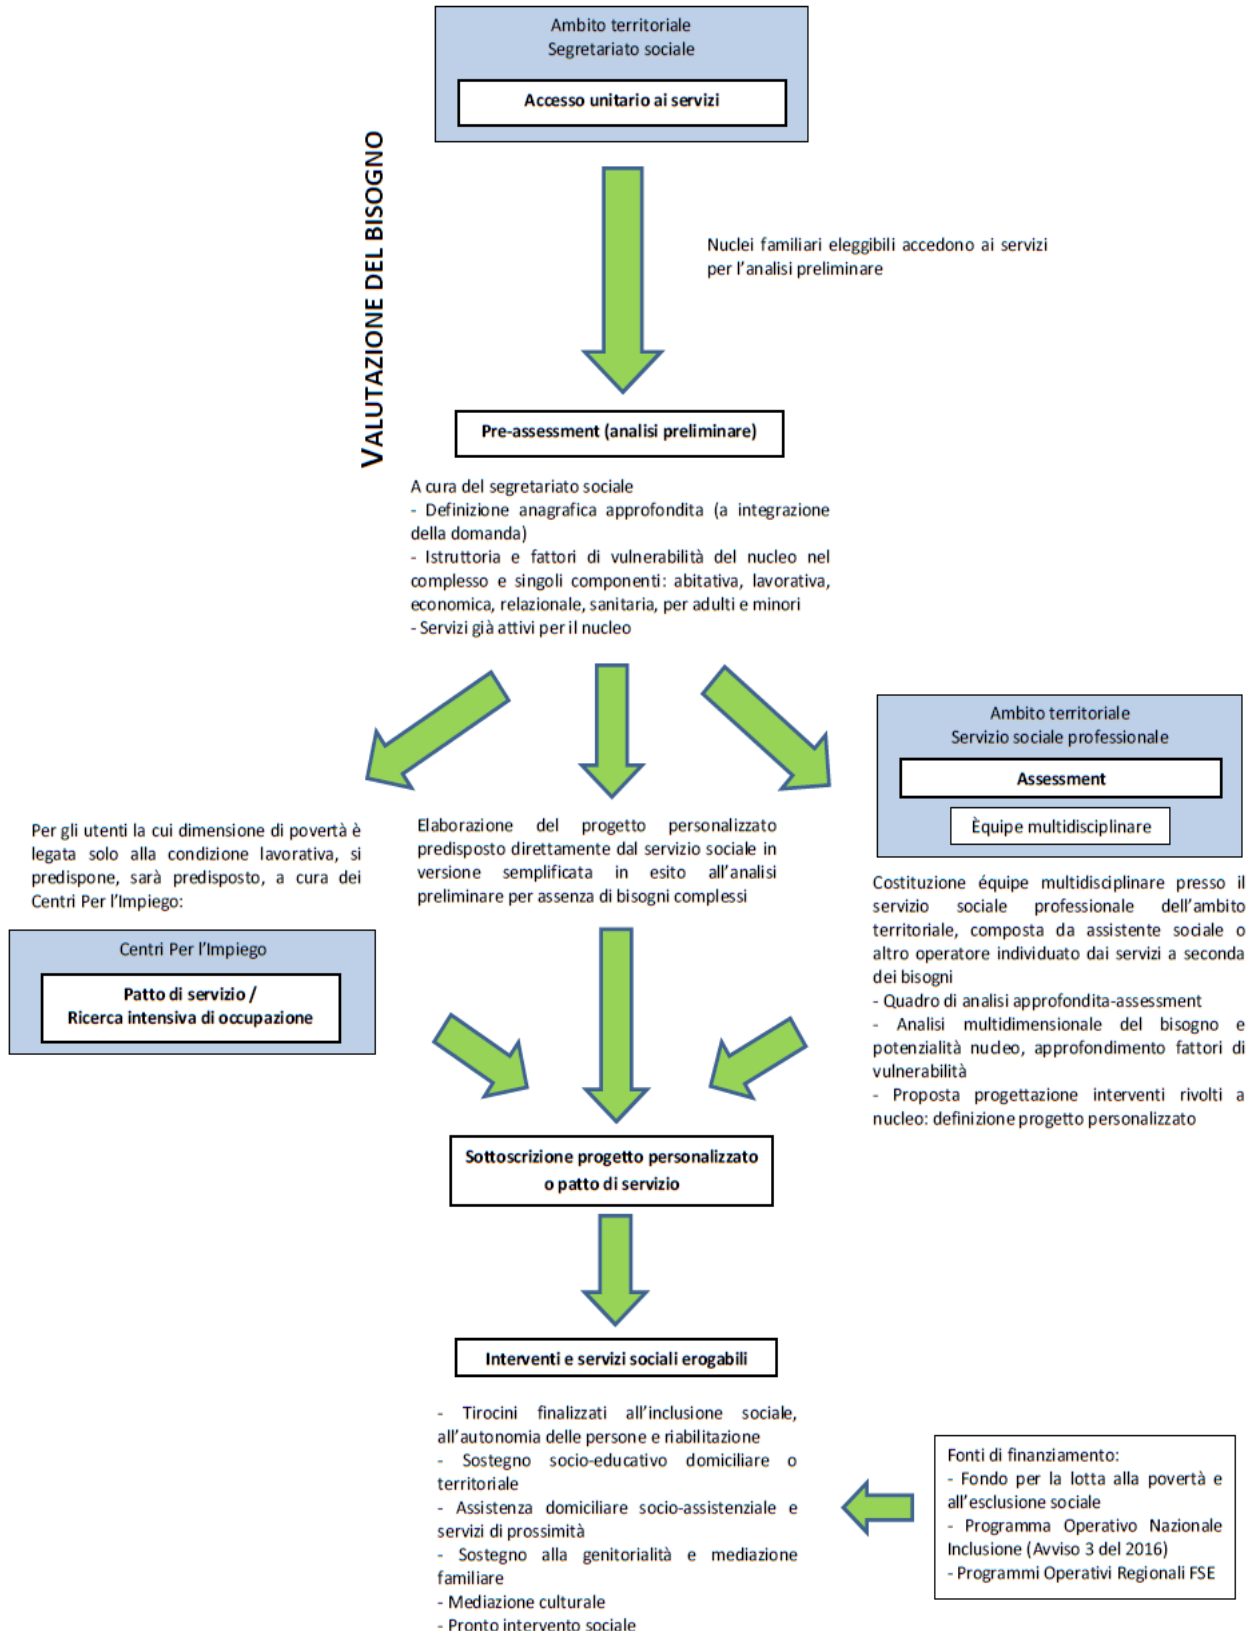 Ambito territoriale
Segretariato sociale
Accesso unitario ai servizi
VALUTAZIONE DEL BISOGNO
Nuclei familiari eleggibili accedono ai servizi
per l'analisi preliminare
Pre-assessment (analisi preliminare)
A cura del segretariato sociale
- Definizione anagrafica approfondita (a integrazione
della domanda)
- Istruttoria e fattori di vulnerabilità del nucleo nel
complesso e singoli componenti: abitativa, lavorativa,
economica, relazionale, sanitaria, per adulti e minori
- Servizi già attivi per il nucleo
Per gli utenti la cui dimensione di povertà è
legata solo alla condizione lavorativa, si
predispone, sarà predisposto, a cura dei
Centri Per l'Impiego:
Centri Per l'Impiego
Patto di servizio /
Ricerca intensiva di occupazione
Elaborazione del progetto personalizzato
predisposto direttamente dal servizio sociale in
versione semplificata in esito all'analisi
preliminare per assenza di bisogni complessi
Ambito territoriale
Servizio sociale professionale
Assessment
Èquipe multidisciplinare
Costituzione équipe multidisciplinare presso il
servizio sociale professionale dell'ambito
territoriale, composta da assistente sociale o
altro operatore individuato dai servizi a seconda
dei bisogni
- Quadro di analisi approfondita-assessment
- Analisi multidimensionale del bisogno e
potenzialità nucleo, approfondimento fattori di
vulnerabilità
- Proposta progettazione interventi rivolti a
nucleo: definizione progetto personalizzato
Sottoscrizione progetto personalizzato
o patto di servizio
Interventi e servizi sociali erogabili
- Tirocini finalizzati all'inclusione sociale,
all'autonomia delle persone e riabilitazione
- Sostegno socio-educativo domiciliare o
territoriale
- Assistenza domiciliare socio-assistenziale e
servizi di prossimità
- Sostegno alla genitorialità e mediazione
familiare
- Mediazione culturale
- Pronto intervento sociale
Fonti di finanziamento:
- Fondo per la lotta alla povertà e
all'esclusione sociale
- Programma Operativo Nazionale
Inclusione (Avviso 3 del 2016)
- Programmi Operativi Regionali FSE